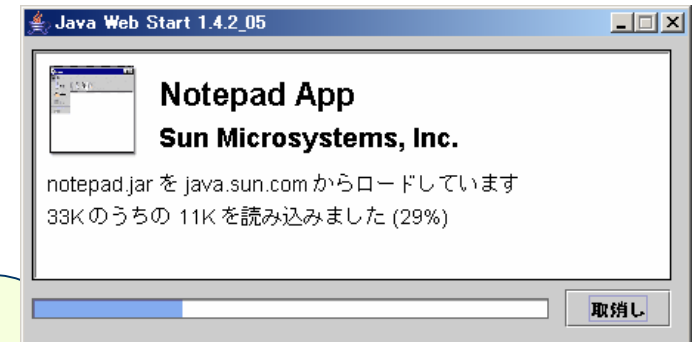 Java Web Start 1.4.2_05
Notepad App
Sun Microsystems, Inc.
notepad.jar を java.sun.com からロードしています
33K のうちの 11K を読み込みました (29%)
取消し